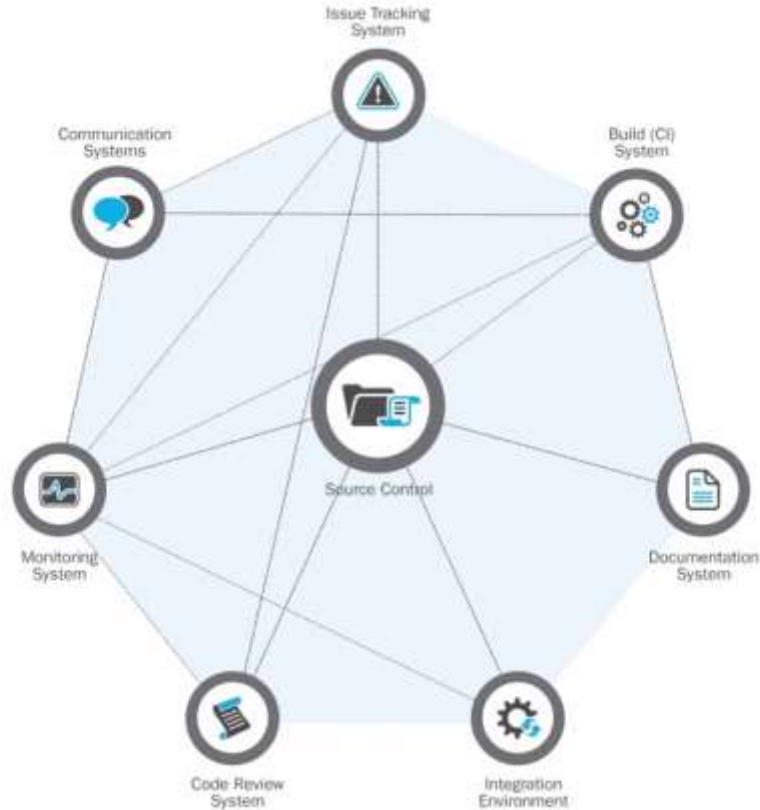 Issue Tracking
System
Communication
Systems
Build (CI)
System
Source Control
Monitoring
System
Documentation
System
Code Review
System
Integration
Environment